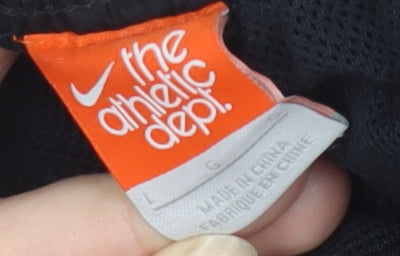 the
athletic
dept.
L G
MADE IN CHINA
FABRIQUÉ EN CHINE